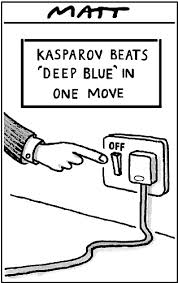 MATT
KASPAROV BEATS
"DEEP BLUE" IN
ONE MOVE
OFF